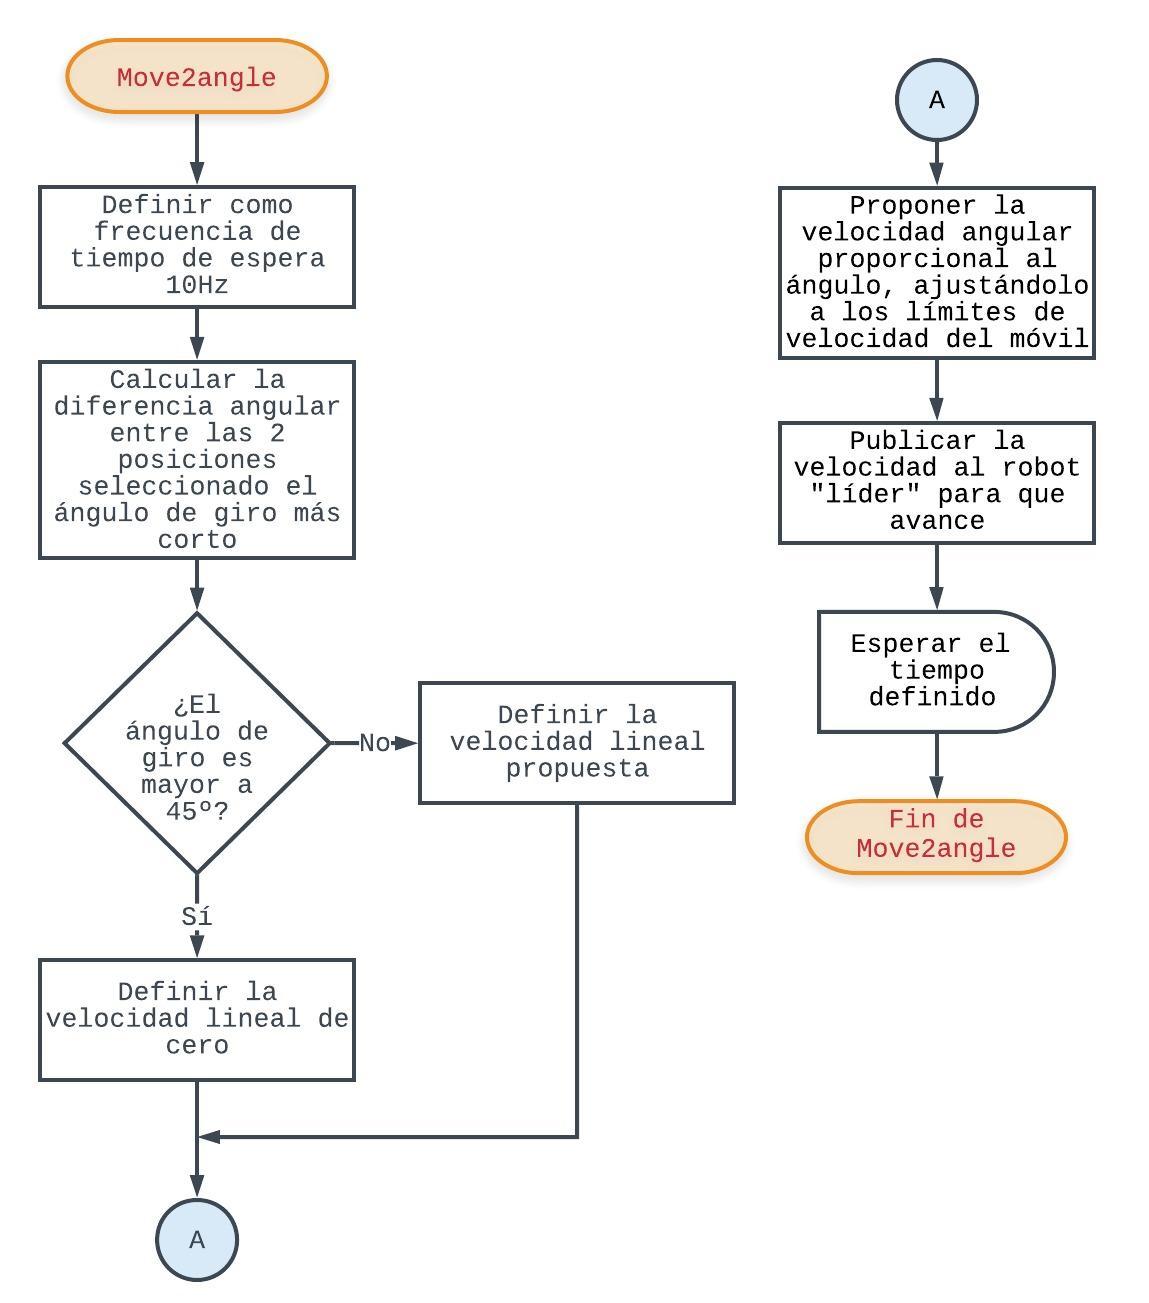 Move2angle
Definir como
frecuencia de
tiempo de espera
10Hz
Calcular la
diferencia angular
entre las 2
posiciones
seleccionado el
ángulo de giro más
corto
¿El
ángulo de
giro es
mayor a
45º?
No
Definir la
velocidad lineal
propuesta
Sí
Definir la
velocidad lineal de
cero
A
A
Proponer la
velocidad angular
proporcional al
ángulo, ajustándolo
a los límites de
velocidad del móvil
Publicar la
velocidad al robot
"líder" para que
avance
Esperar el
tiempo
definido
Fin de
Move2angle